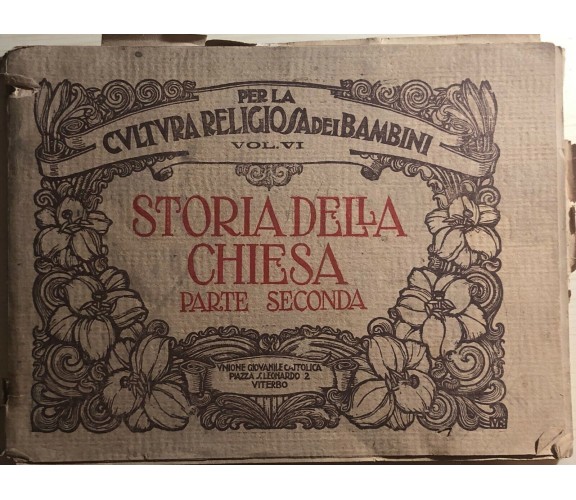 PER LA
CVLTVRA RELIGIOSA DEI BAMBINI
VOL. VI
STORIA DELLA
CHIESA
PARTE SECONDA
VNIONE GIOVANILE CATTOLICA
PIAZZA S. LEONARDO 2
VITERBO